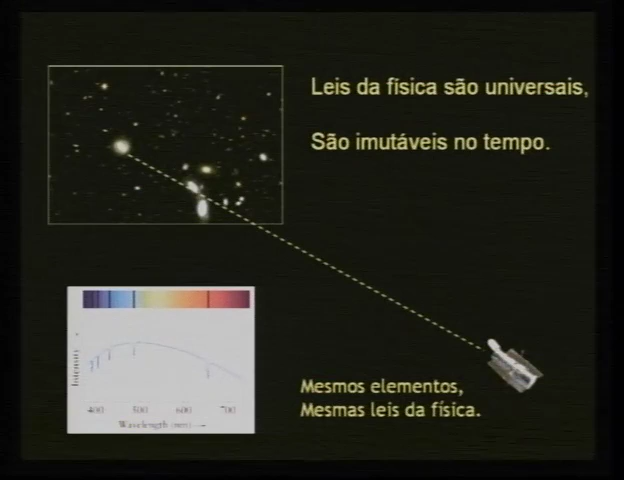 Leis da física são universais,
São imutáveis no tempo.
Intensity
400 500 600 700
Wavelength (nm)
Mesmos elementos,
Mesmas leis da física.